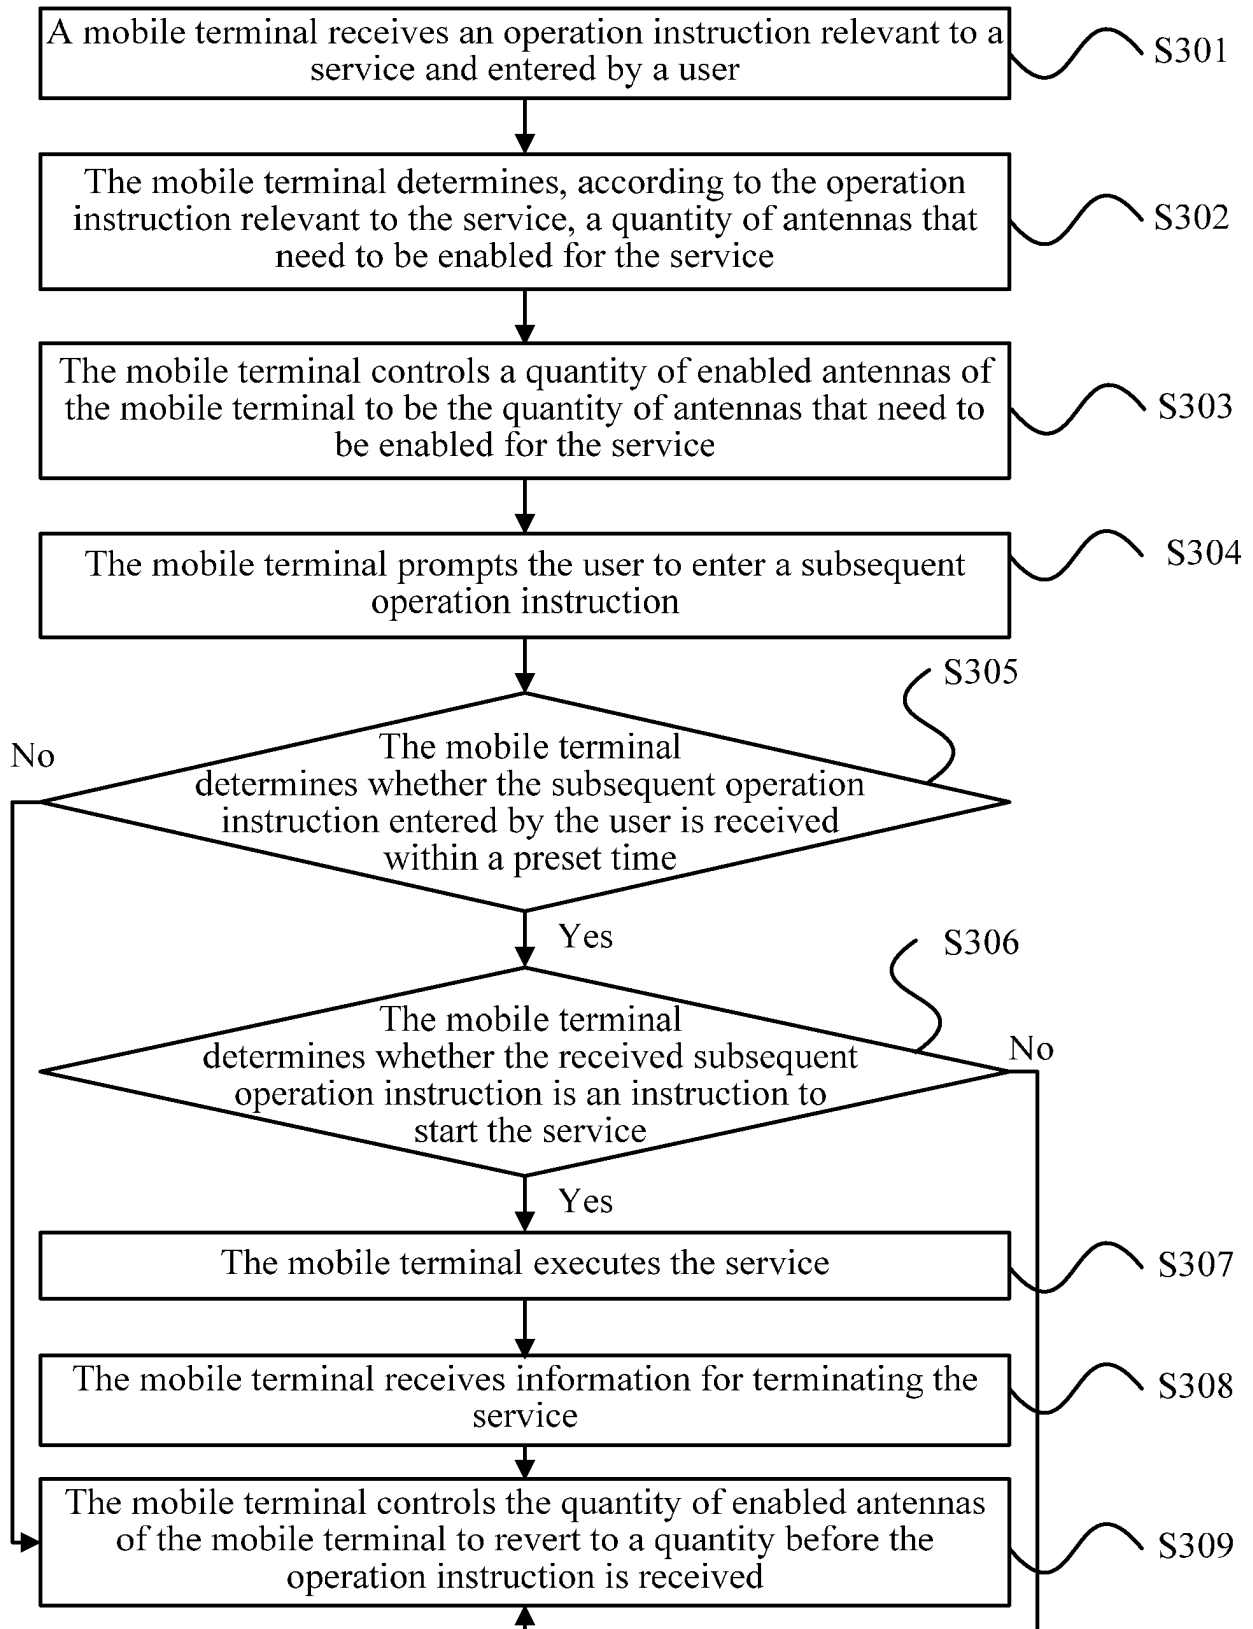 A mobile terminal receives an operation instruction relevant to a
service and entered by a user
S301
The mobile terminal determines, according to the operation
instruction relevant to the service, a quantity of antennas that
need to be enabled for the service
S302
The mobile terminal controls a quantity of enabled antennas of
the mobile terminal to be the quantity of antennas that need to
be enabled for the service
S303
The mobile terminal prompts the user to enter a subsequent
operation instruction
S304
S305
No
The mobile terminal
determines whether the subsequent operation
instruction entered by the user is received
within a preset time
Yes
S306
The mobile terminal
determines whether the received subsequent
operation instruction is an instruction to
start the service
No
Yes
The mobile terminal executes the service
S307
The mobile terminal receives information for terminating the
service
S308
The mobile terminal controls the quantity of enabled antennas
of the mobile terminal to revert to a quantity before the
operation instruction is received
S309